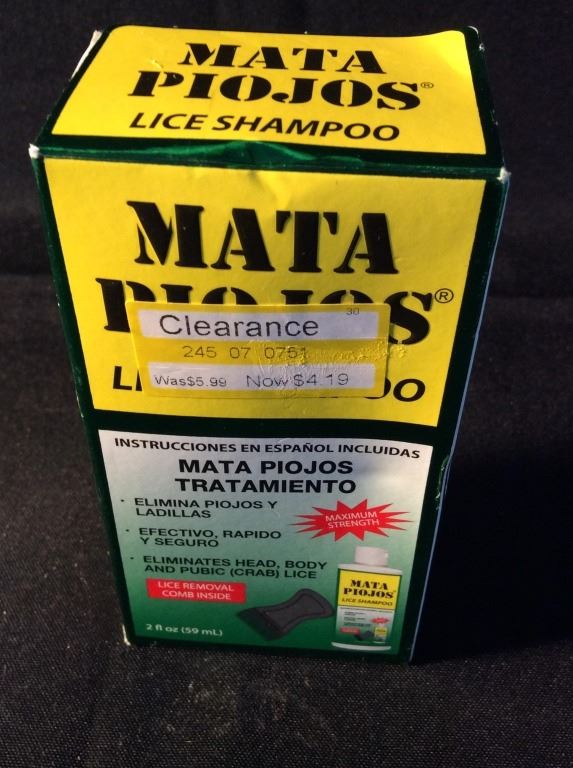 MATA
PIOJOS®
LICE SHAMPOO
MATA
PIOJOS®
Clearance 30
245 07 0751
Was$5.99 Now $4.19
INSTRUCCIONES EN ESPAÑOL INCLUIDAS
MATA PIOJOS
TRATAMIENTO
· ELIMINA PIOJOS Y
LADILLAS
· EFECTIVO, RAPIDO
Y SEGURO
· ELIMINATES HEAD, BODY
AND PUBIC (CRAB) LICE
MAXIMUM
STRENGTH
LICE REMOVAL
COMB INSIDE
2 fl oz (59 mL)
MATA
PIOJOS®
LICE SHAMPOO